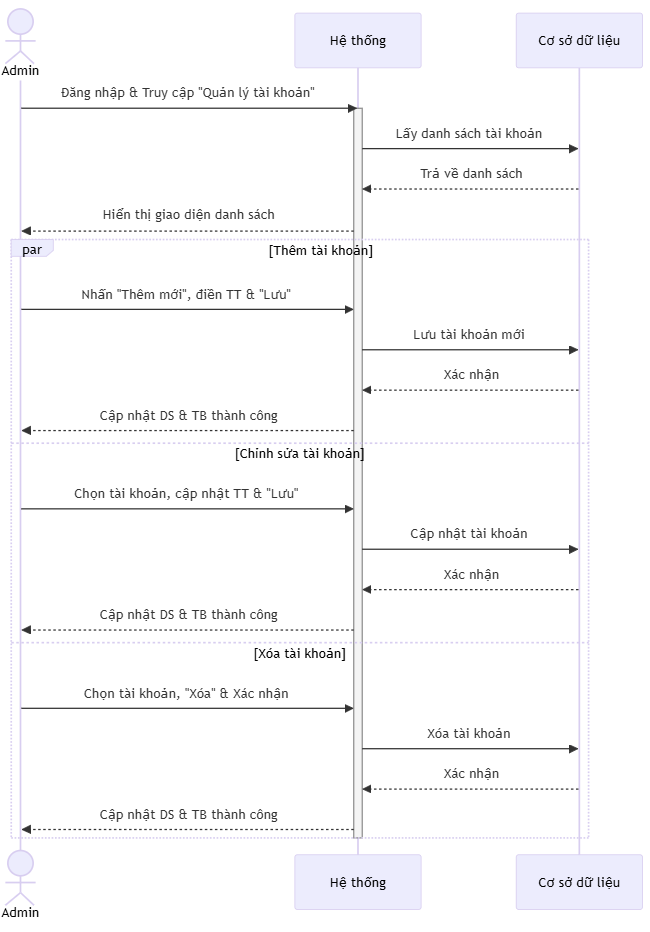 Admin
Hệ thống
Cơ sở dữ liệu
Đăng nhập & Truy cập "Quản lý tài khoản"
Lấy danh sách tài khoản
Trả về danh sách
Hiển thị giao diện danh sách
par
[Thêm tài khoản]
Nhấn "Thêm mới", điền TT & "Lưu"
Lưu tài khoản mới
Xác nhận
Cập nhật DS & TB thành công
[Chỉnh sửa tài khoản]
Chọn tài khoản, cập nhật TT & "Lưu"
Cập nhật tài khoản
Xác nhận
Cập nhật DS & TB thành công
[Xóa tài khoản]
Chọn tài khoản, "Xóa" & Xác nhận
Xóa tài khoản
Xác nhận
Cập nhật DS & TB thành công
Admin
Hệ thống
Cơ sở dữ liệu